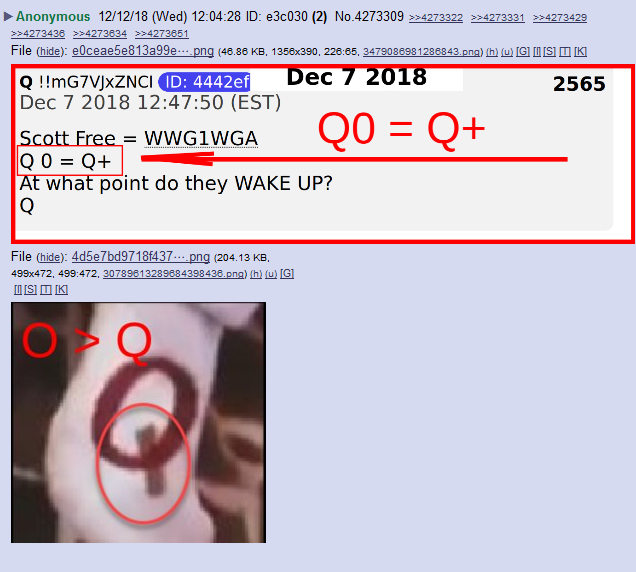 ▶ Anonymous 12/12/18 (Wed) 12:04:28 ID: e3c030 (2) No.4273309 >>4273322 >>4273331 >>4273429
>>4273436 >>4273634 >>4273651
File (hide): e0ceae5e813a99e⋯.png (46.86 KB, 1356x390, 226:65, 3479086981286843.png) (h) (u) [G] [I] [S] [T] [K]
Q !!mG7VJxZNCI ID: 4442ef Dec 7 2018 2565
Dec 7 2018 12:47:50 (EST)
Q0 = Q+
Scott Free = WWG1WGA
Q 0 = Q+
At what point do they WAKE UP?
Q
File (hide): 4d5e7bd9718f437⋯.png (204.13 KB,
499x472, 499:472, 30789613289684398436.png) (h) (u) [G]
[I] [S] [T] [K]
O > Q
Q